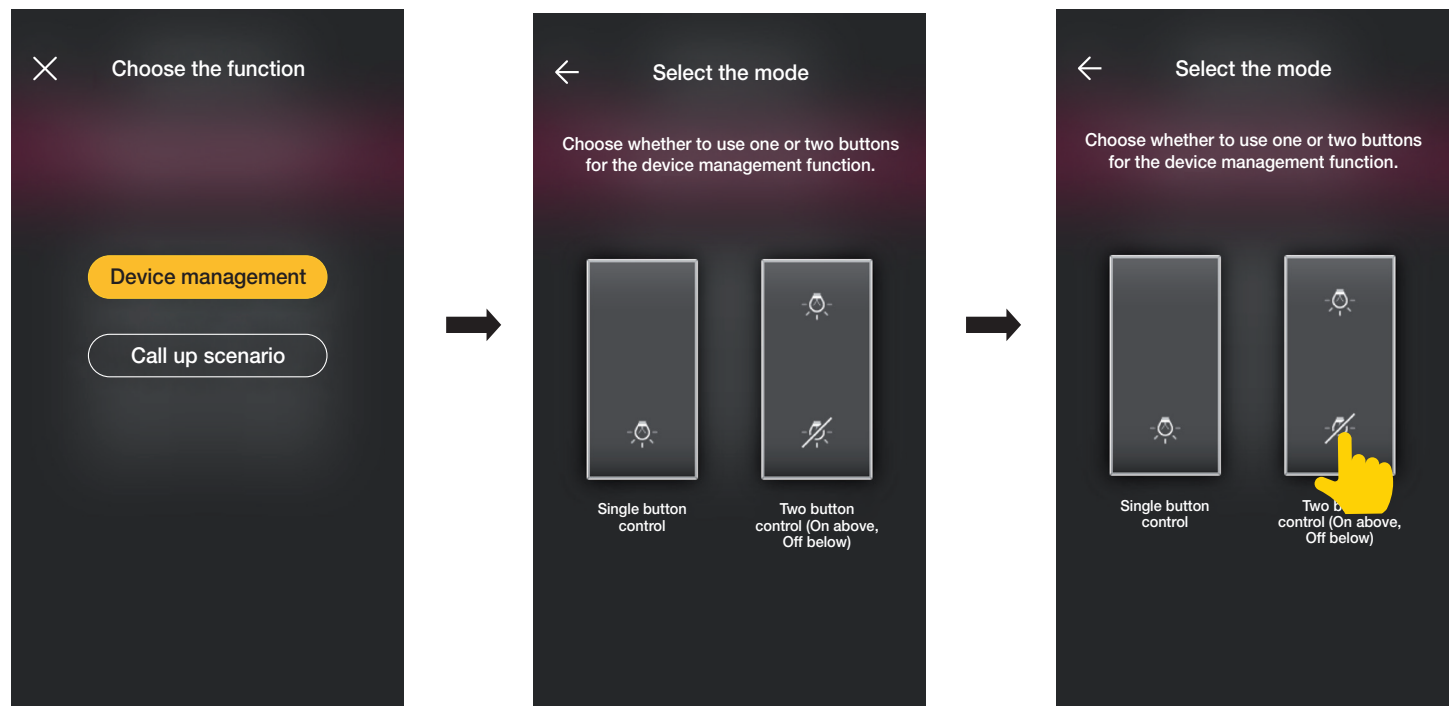 Choose the function
Device management
Call up scenario
Select the mode
Choose whether to use one or two buttons
for the device management function.
Single button
control
Two button
control (On above,
Off below)
Select the mode
Choose whether to use one or two buttons
for the device management function.
Single button
control
Two
control (On above,
Off below)